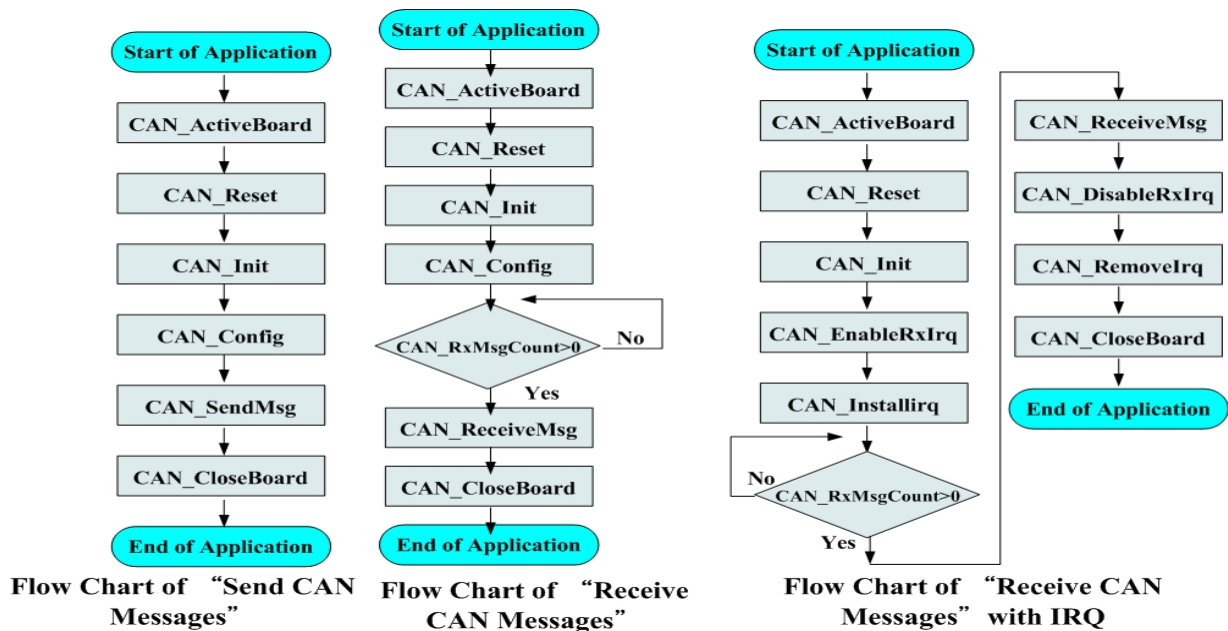 Start of Application
CAN_ActiveBoard
CAN_Reset
CAN_Init
CAN_Config
CAN_SendMsg
CAN_CloseBoard
End of Application
Flow Chart of “Send CAN
Messages”
Start of Application
CAN_ActiveBoard
CAN_Reset
CAN_Init
CAN_Config
CAN_RxMsgCount>0
No
Yes
CAN_ReceiveMsg
CAN_CloseBoard
End of Application
Flow Chart of “Receive
CAN Messages”
Start of Application
CAN_ActiveBoard
CAN_Reset
CAN_Init
CAN_EnableRxIrq
CAN_Installirq
No
CAN_RxMsgCount>0
Yes
CAN_ReceiveMsg
CAN_DisableRxIrq
CAN_RemoveIrq
CAN_CloseBoard
End of Application
Flow Chart of “Receive CAN
Messages” with IRQ